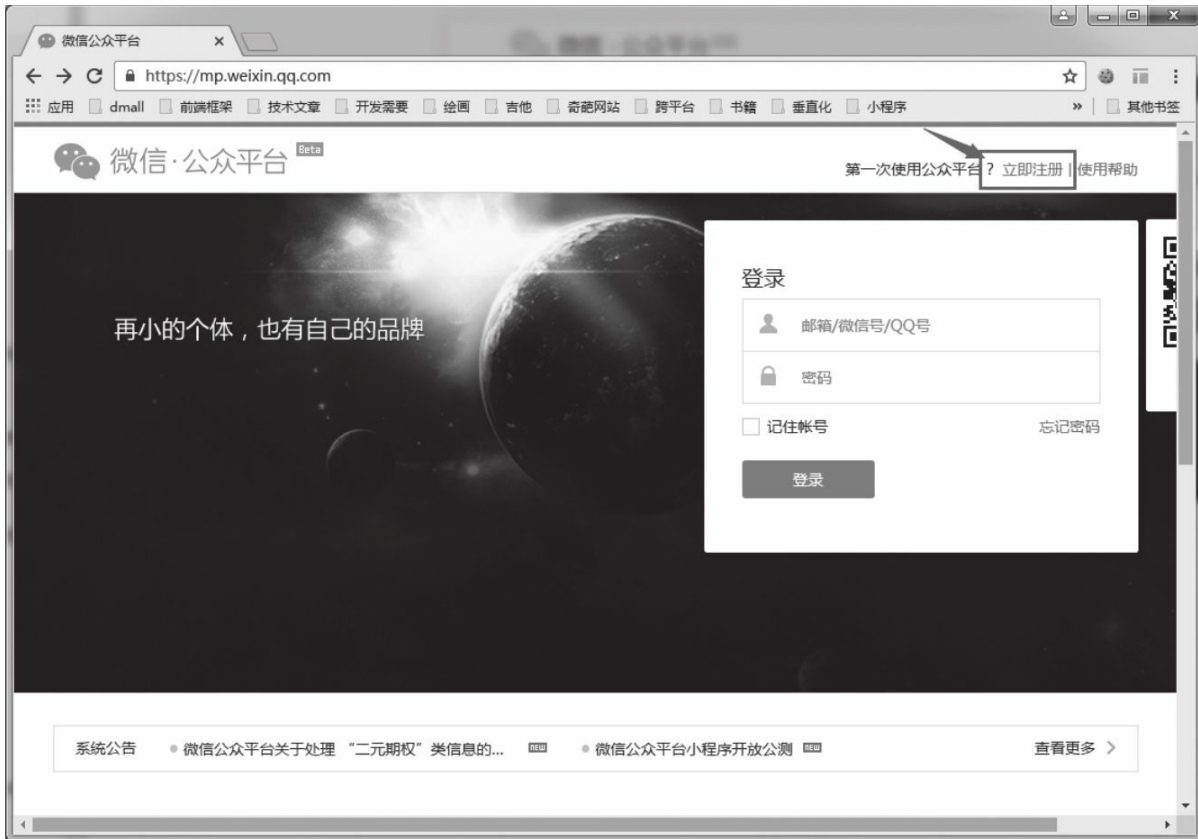 微信公众平台
https://mp.weixin.qq.com
应用 dmall 前端框架 技术文章 开发需要 绘画 吉他 奇葩网站 跨平台 书籍 垂直化 小程序 » 其他书签
微信·公众平台 Beta
第一次使用公众平台？立即注册 | 使用帮助
再小的个体，也有自己的品牌
登录
邮箱/微信号/QQ号
密码
记住帐号 忘记密码
登录
系统公告 微信公众平台关于处理 “二元期权”类信息的... new 微信公众平台小程序开放公测 new 查看更多